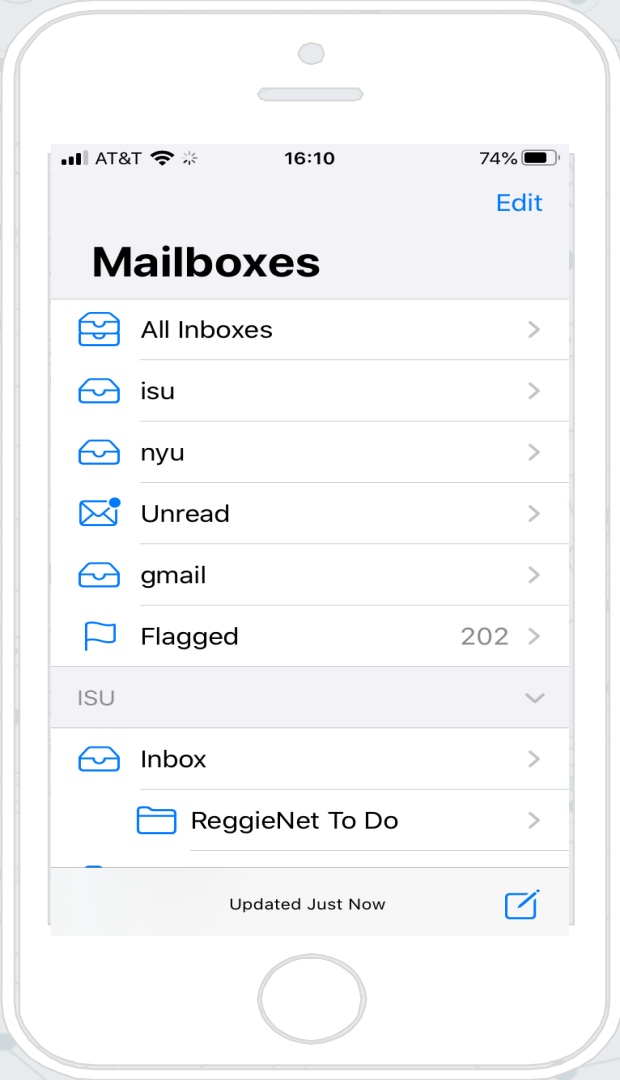 AT&T 16:10 74%
Edit
Mailboxes
All Inboxes
isu
nyu
Unread
gmail
Flagged 202
ISU
Inbox
ReggieNet To Do
Updated Just Now